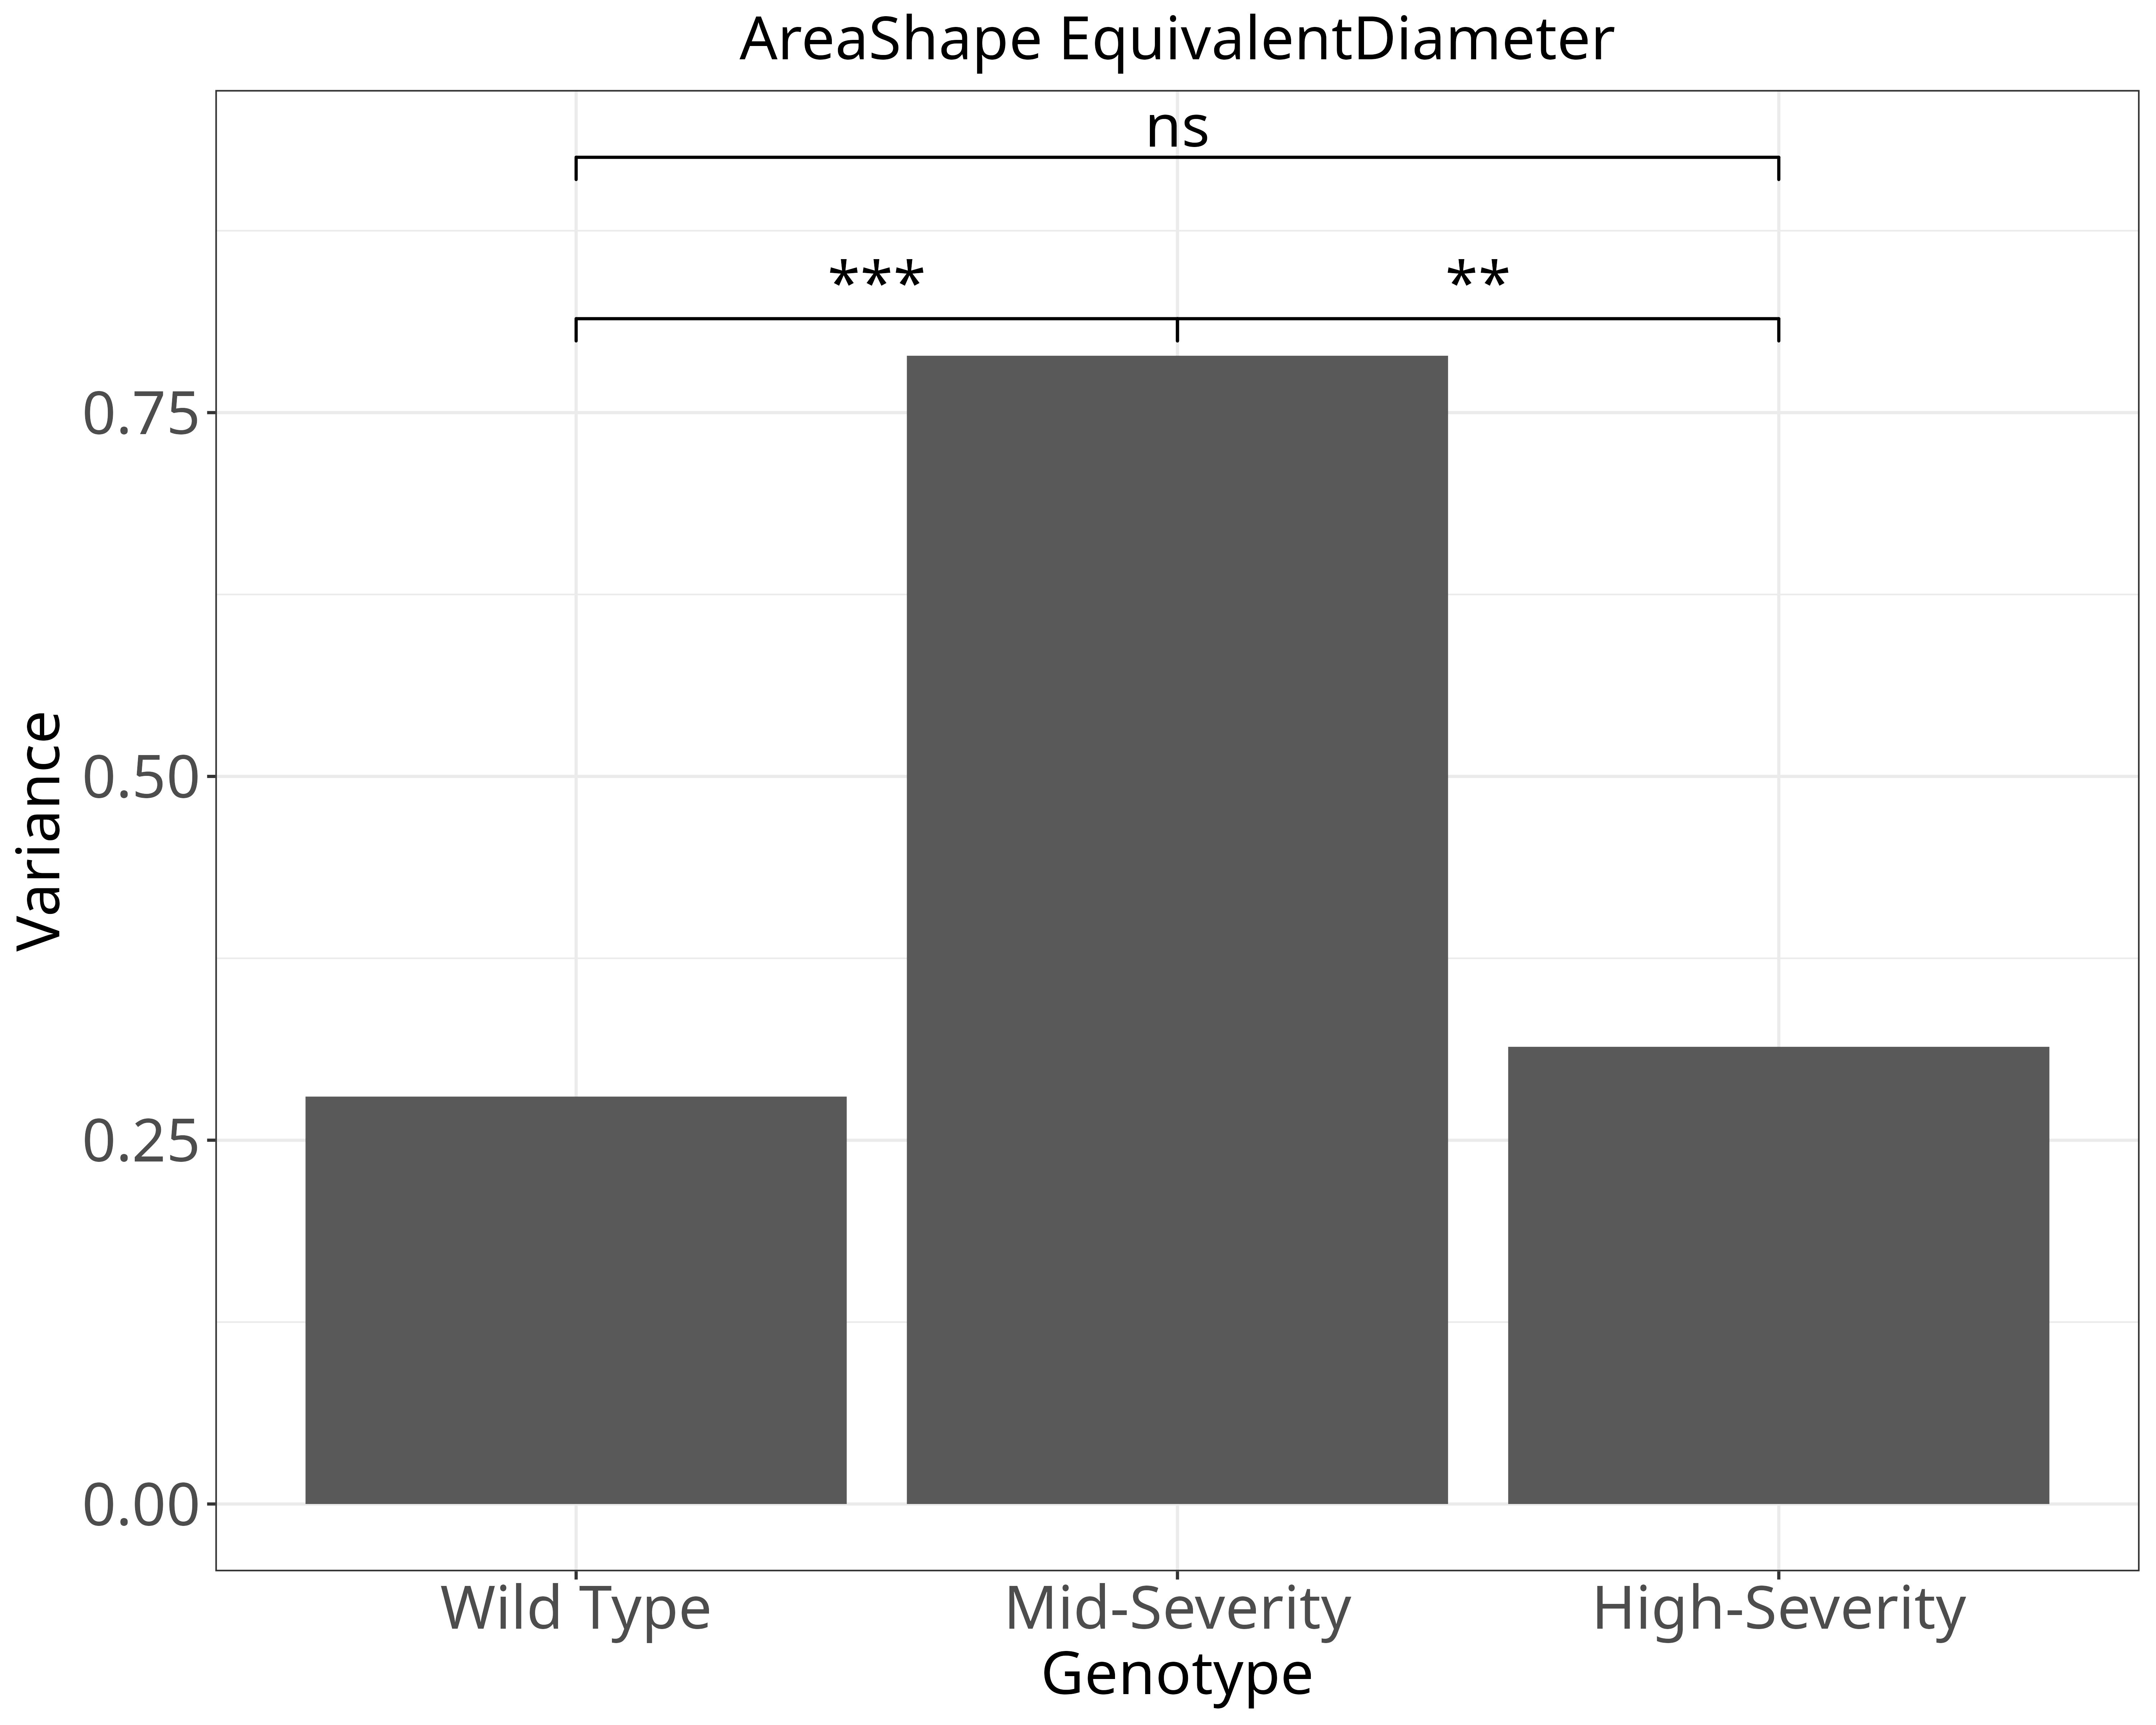 AreaShape EquivalentDiameter
ns
*** **
0.75
0.50
0.25
0.00
Variance
Wild Type Mid-Severity High-Severity
Genotype